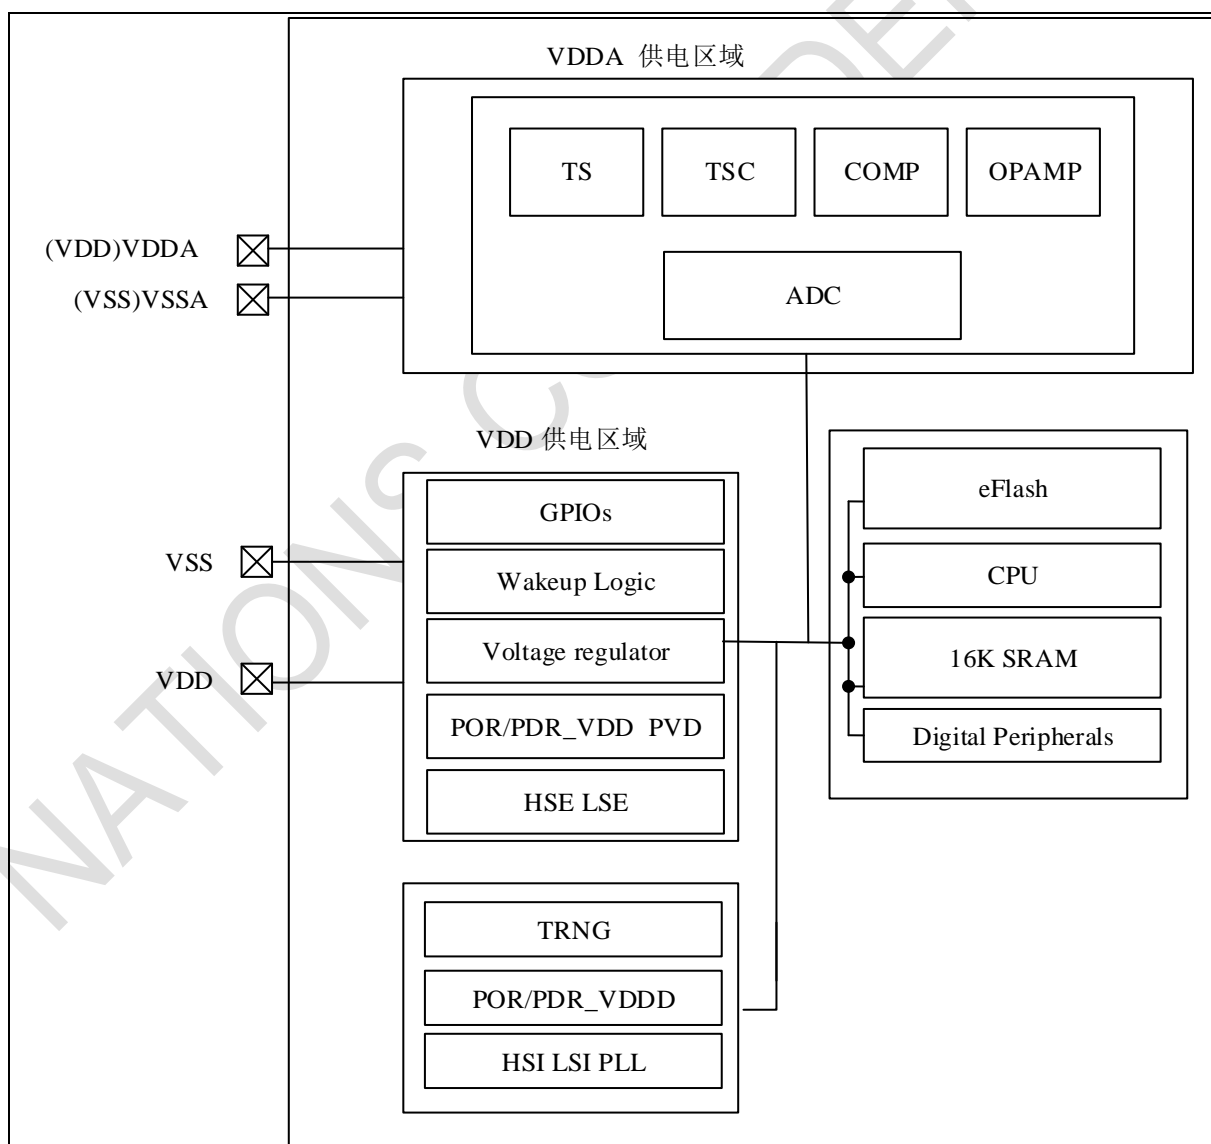 VDDA 供电区域
TS
TSC
COMP
OPAMP
(VDD)VDDA
(VSS)VSSA
ADC
VDD 供电区域
GPIOs
eFlash
VSS
Wakeup Logic
CPU
Voltage regulator
16K SRAM
VDD
POR/PDR_VDD PVD
Digital Peripherals
HSE LSE
TRNG
POR/PDR_VDDD
HSI LSI PLL
NATIONS